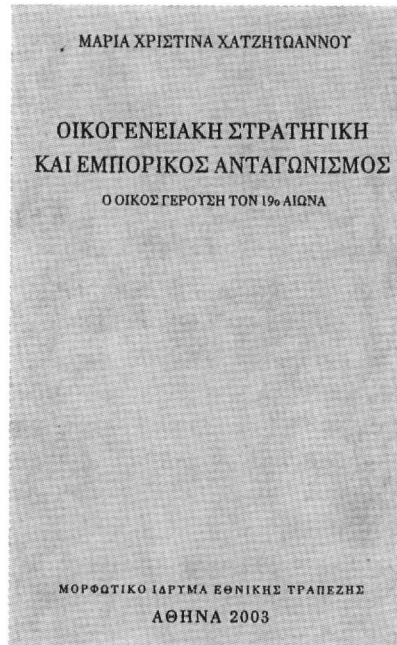 ΜΑΡΙΑ ΧΡΙΣΤΙΝΑ ΧΑΤΖΗΙΩΑΝΝΟΥ
ΟΙΚΟΓΕΝΕΙΑΚΗ ΣΤΡΑΤΗΓΙΚΗ
ΚΑΙ ΕΜΠΟΡΙΚΟΣ ΑΝΤΑΓΩΝΙΣΜΟΣ
Ο ΟΙΚΟΣ ΓΕΡΟΥΣΗ ΤΟΝ 19ο ΑΙΩΝΑ
ΜΟΡΦΩΤΙΚΟ ΙΔΡΥΜΑ ΕΘΝΙΚΗΣ ΤΡΑΠΕΖΗΣ
ΑΘΗΝΑ 2003